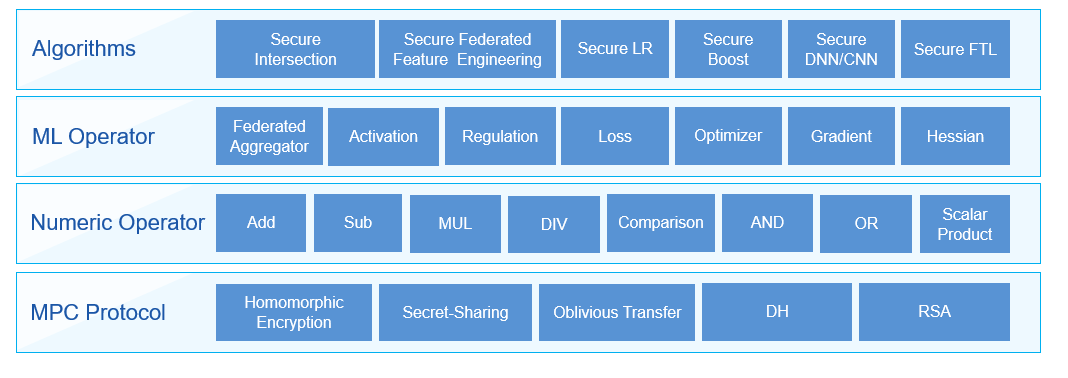 Algorithms
Secure
Intersection
Secure Federated
Feature Engineering
Secure LR
Secure
Boost
Secure
DNN/CNN
Secure FTL
ML Operator
Federated
Aggregator
Activation
Regulation
Loss
Optimizer
Gradient
Hessian
Numeric Operator
Add
Sub
MUL
DIV
Comparison
AND
OR
Scalar
Product
MPC Protocol
Homomorphic
Encryption
Secret-Sharing
Oblivious Transfer
DH
RSA